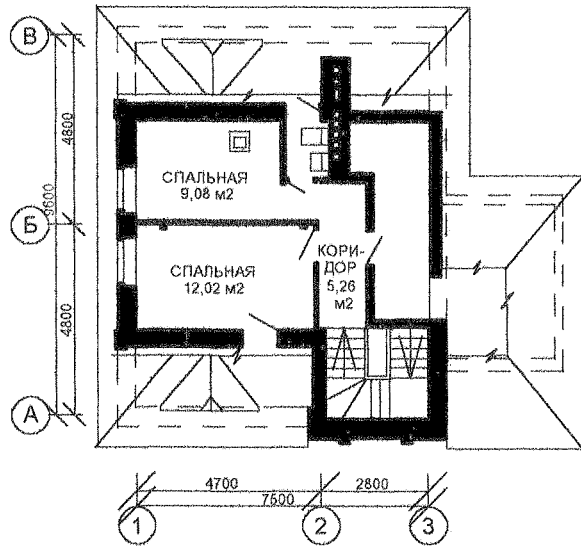 В
4800
9600
СПАЛЬНАЯ
9,08 м2
Б
КОРИ-
ДОР
5,26
м2
СПАЛЬНАЯ
12,02 м2
4800
А
4700
2800
7500
1
2
3